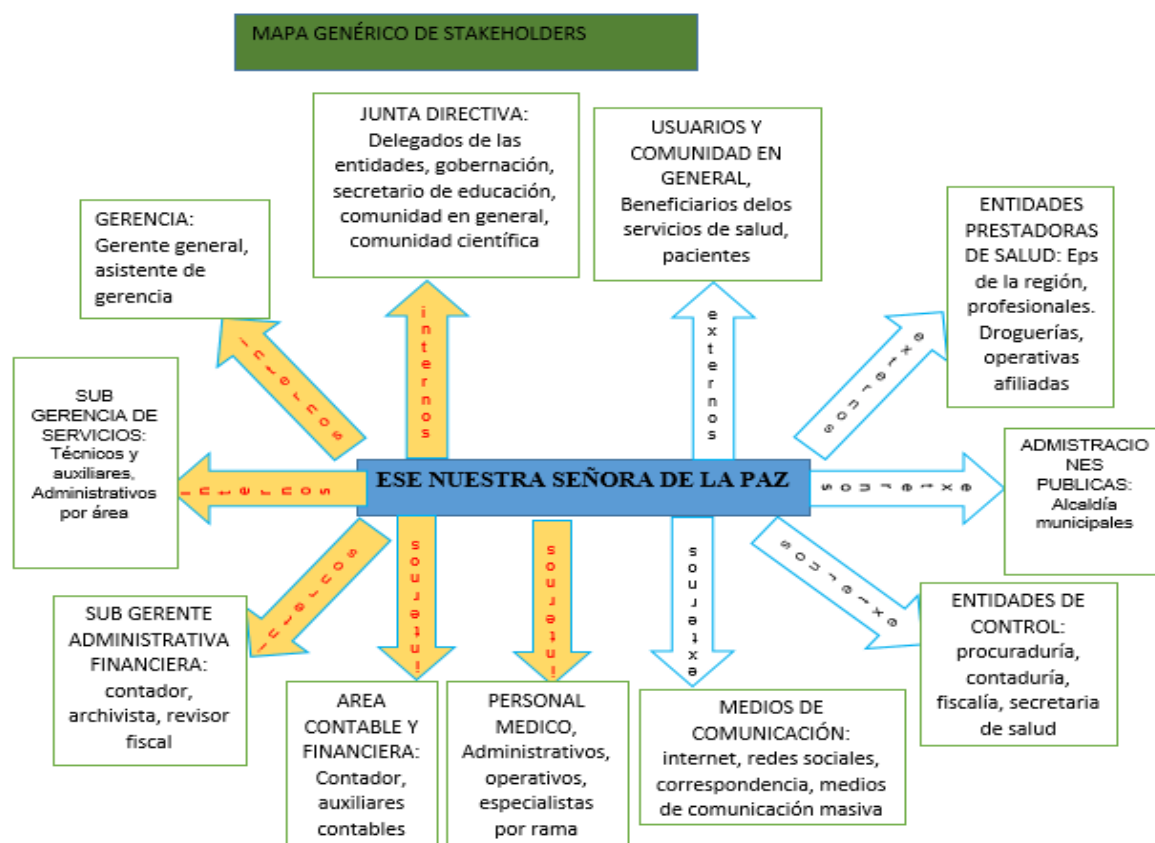 MAPA GENÉRICO DE STAKEHOLDERS
JUNTA DIRECTIVA:
Delegados de las
entidades, gobernación,
secretario de educación,
comunidad en general,
comunidad científica
USUARIOS Y
COMUNIDAD EN
GENERAL,
Beneficiarios delos
servicios de salud,
pacientes
GERENCIA:
Gerente general,
asistente de
gerencia
ENTIDADES
PRESTADORAS
DE SALUD: Eps
de la región,
profesionales.
Droguerías,
operativas
afiliadas
internos
internos
externos
externos
SUB
GERENCIA DE
SERVICIOS:
Técnicos y
auxiliares,
Administrativos
por área
internos
ESE NUESTRA SEÑORA DE LA PAZ
externos
ADMISTRACIO
NES
PUBLICAS:
Alcaldía
municipales
internos
internos
internos
externos
externos
SUB GERENTE
ADMINISTRATIVA
FINANCIERA:
contador,
archivista, revisor
fiscal
AREA
CONTABLE Y
FINANCIERA:
Contador,
auxiliares
contables
PERSONAL
MEDICO,
Administrativos,
operativos,
especialistas
por rama
MEDIOS DE
COMUNICACIÓN:
internet, redes sociales,
correspondencia, medios
de comunicación masiva
ENTIDADES DE
CONTROL:
procuraduría,
contaduría,
fiscalía, secretaria
de salud